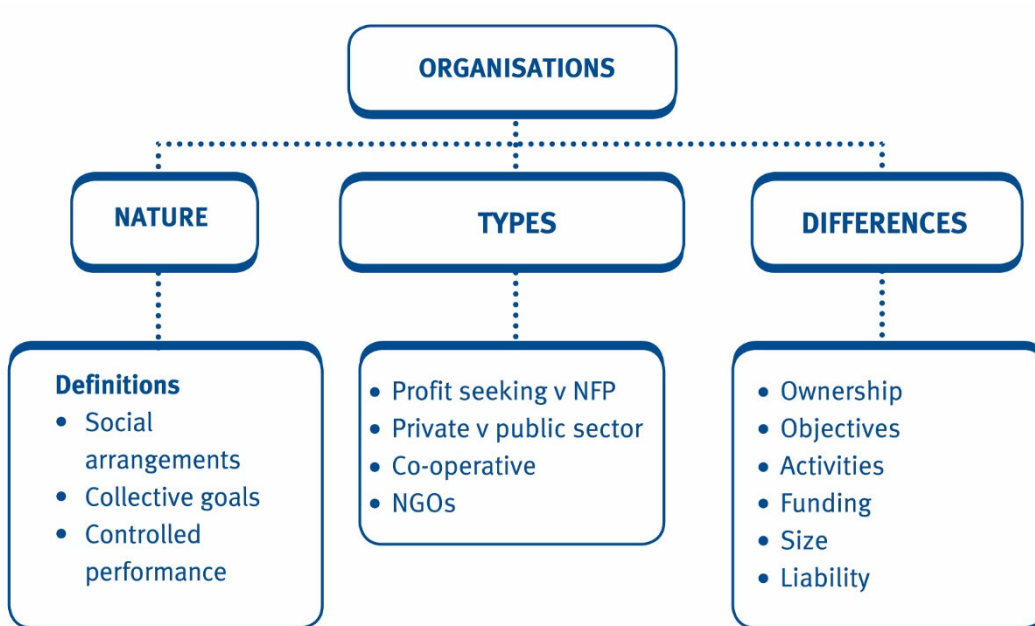 ORGANISATIONS
NATURE
TYPES
DIFFERENCES
Definitions
• Social
arrangements
• Collective goals
• Controlled
performance
• Profit seeking v NFP
• Private v public sector
• Co-operative
• NGOs
• Ownership
• Objectives
• Activities
• Funding
• Size
• Liability